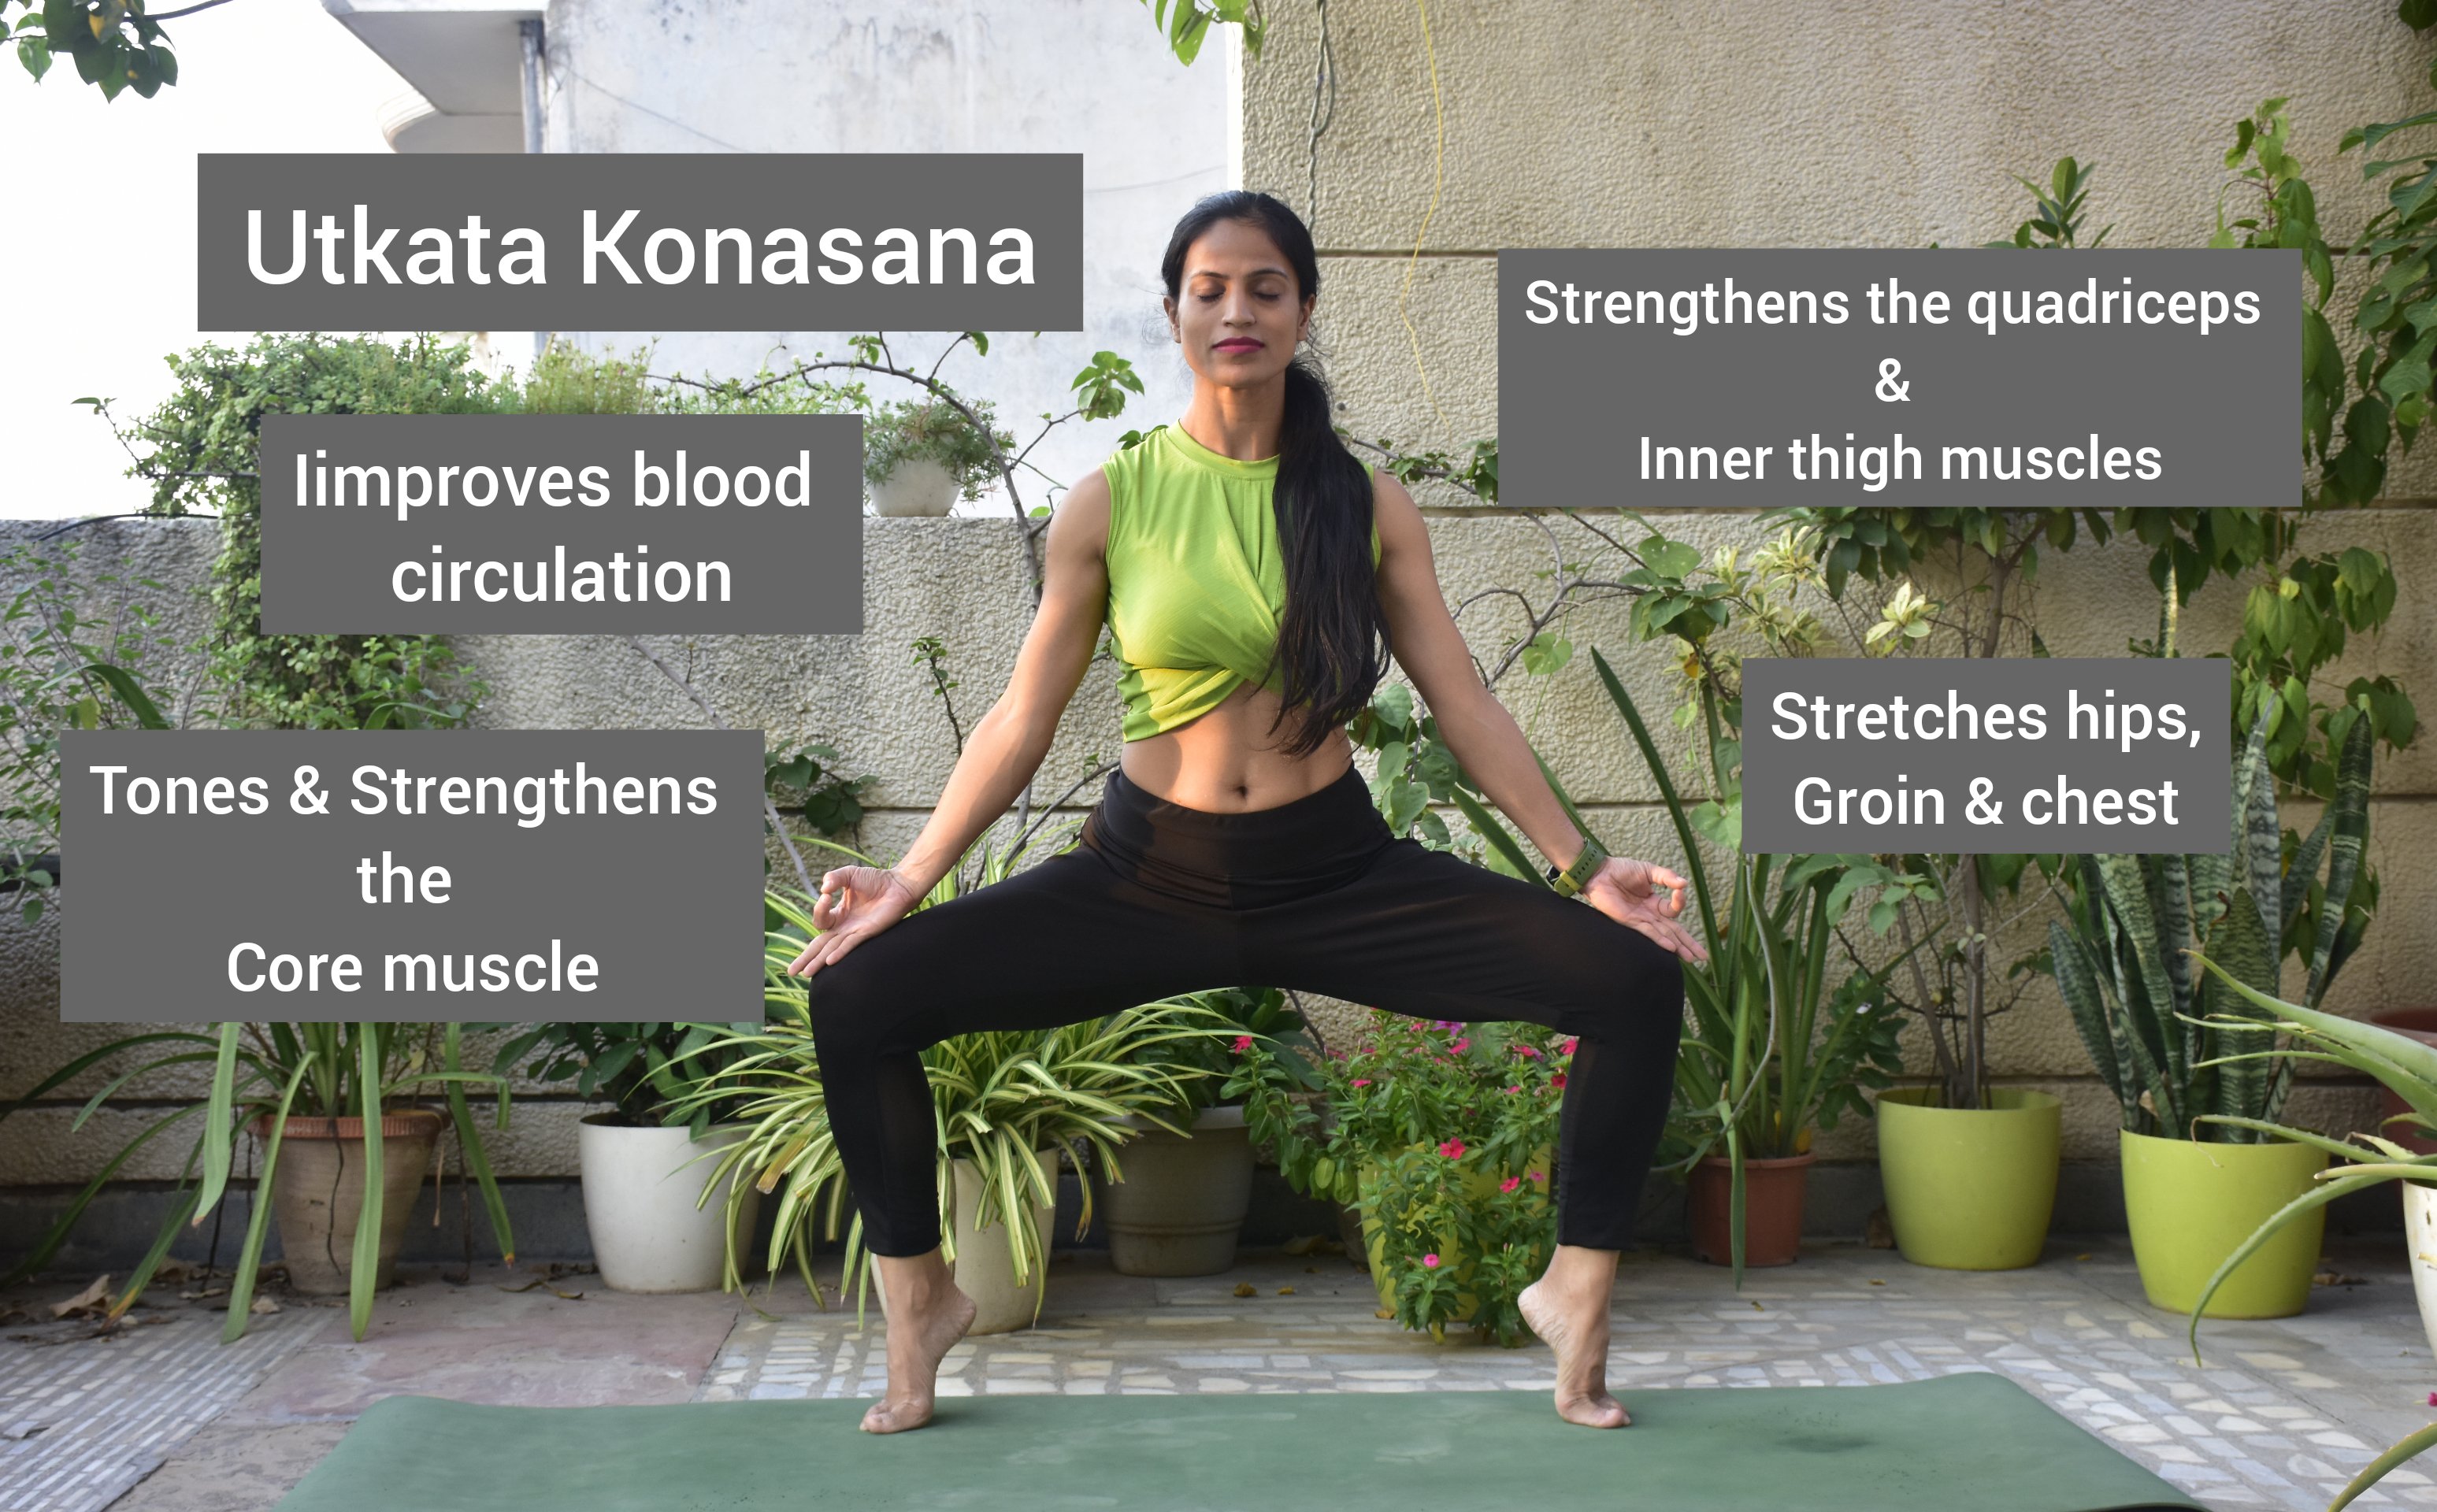 Utkata Konasana
Iimproves blood
circulation
Tones & Strengthens
the
Core muscle
Strengthens the quadriceps
&
Inner thigh muscles
Stretches hips,
Groin & chest